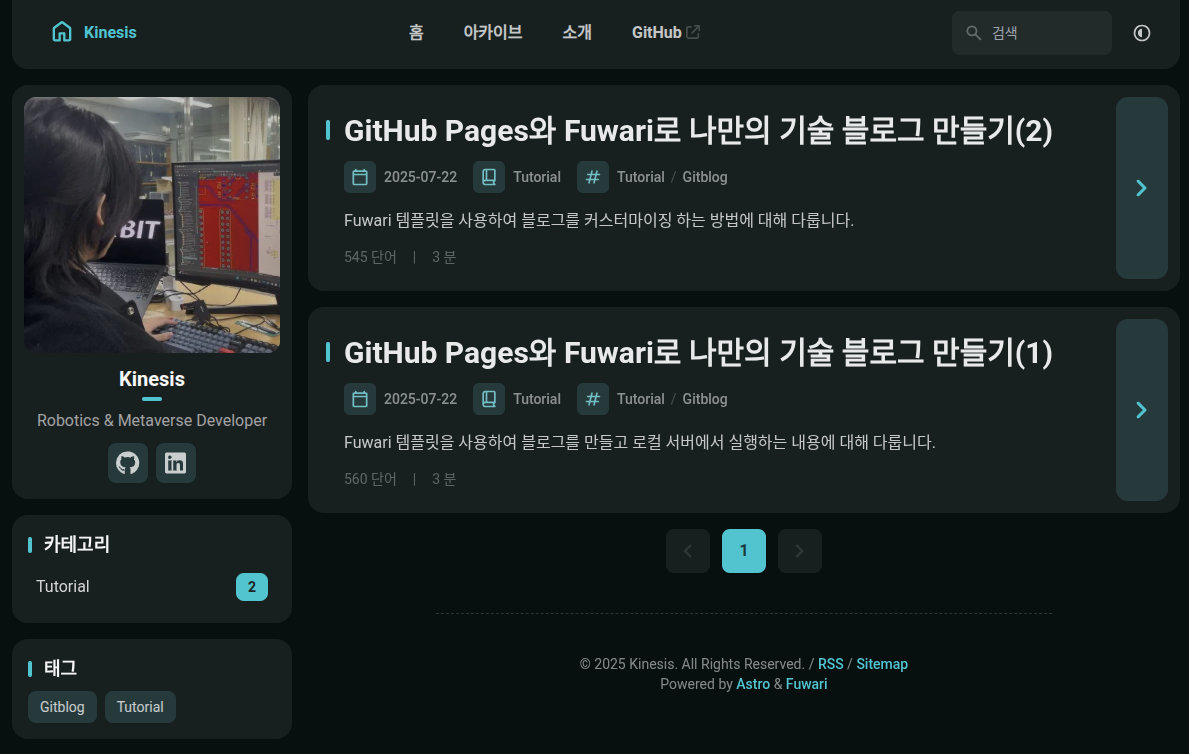 Kinesis
홈 아카이브 소개 GitHub
검색
BIT
Kinesis
Robotics & Metaverse Developer
카테고리
Tutorial 2
태그
Gitblog Tutorial
GitHub Pages와 Fuwari로 나만의 기술 블로그 만들기(2)
2025-07-22 Tutorial # Tutorial / Gitblog
Fuwari 템플릿을 사용하여 블로그를 커스터마이징 하는 방법에 대해 다룹니다.
545 단어 | 3 분
GitHub Pages와 Fuwari로 나만의 기술 블로그 만들기(1)
2025-07-22 Tutorial # Tutorial / Gitblog
Fuwari 템플릿을 사용하여 블로그를 만들고 로컬 서버에서 실행하는 내용에 대해 다룹니다.
560 단어 | 3 분
1
© 2025 Kinesis. All Rights Reserved. / RSS / Sitemap
Powered by Astro & Fuwari